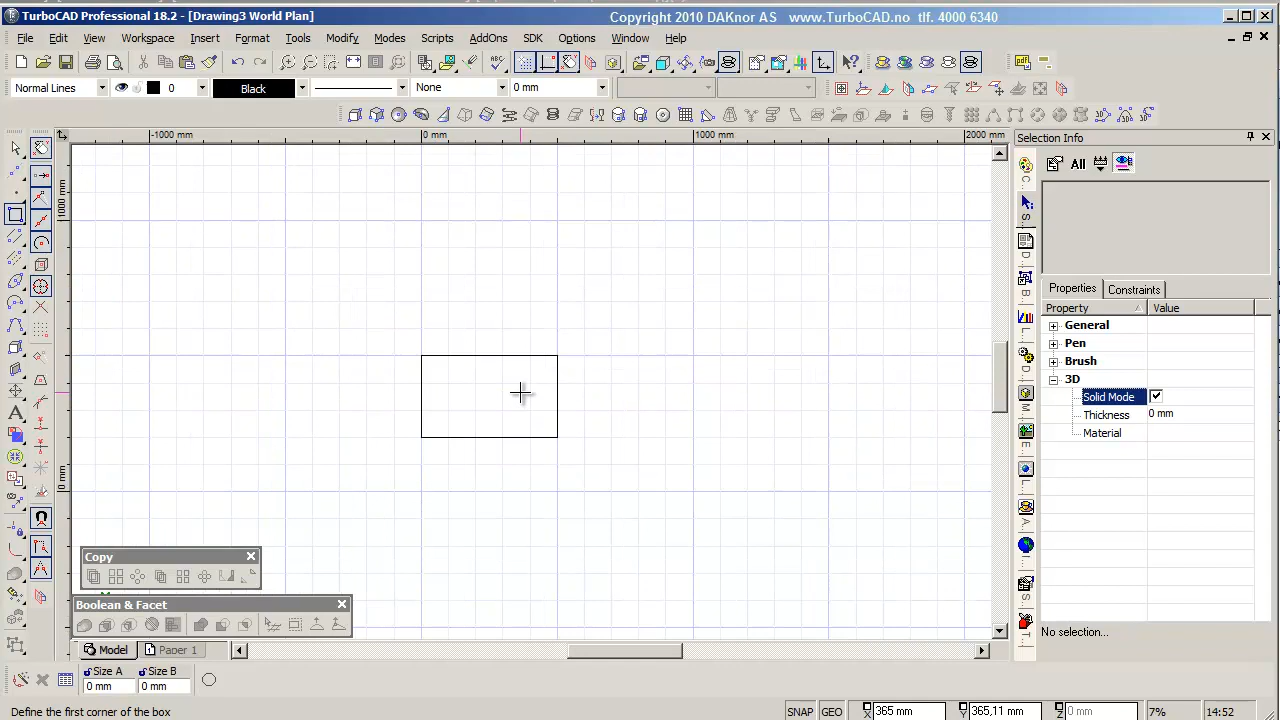 TurboCAD Professional 18.2 - [Drawing3 World Plan]
Copyright 2010 DAKnor AS www.TurboCAD.no tlf. 4000 6340
File Edit View Workspace Insert Format Tools Modify Modes Scripts AddOns SDK Options Window Help
Normal Lines 0 Black None 0 mm
-1000 mm 0 mm 1000 mm 2000 mm
1000 mm
0 mm
Selection Info
All
C
S
D
B
L
D
M
E
L
A
I
S
T
Properties Constraints
Property Value
General
Pen
Brush
3D
Solid Mode
Thickness 0 mm
Material
No selection...
Copy
Boolean & Facet
Model Paper 1
Size A Size B
0 mm 0 mm
Define the first corner of the box
SNAP GEO X 365 mm Y 365,11 mm Z 0 mm 7% 14:52